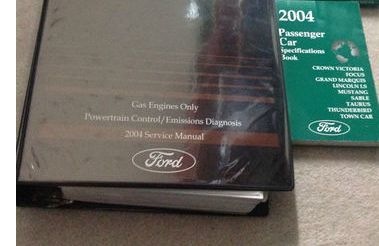 Gas Engines Only
Powertrain Control/Emissions Diagnosis
2004 Service Manual
Ford
2004
Passenger
Car
Specifications
Book
CROWN VICTORIA
FOCUS
GRAND MARQUIS
LINCOLN LS
MUSTANG
SABLE
TAURUS
THUNDERBIRD
TOWN CAR
Ford